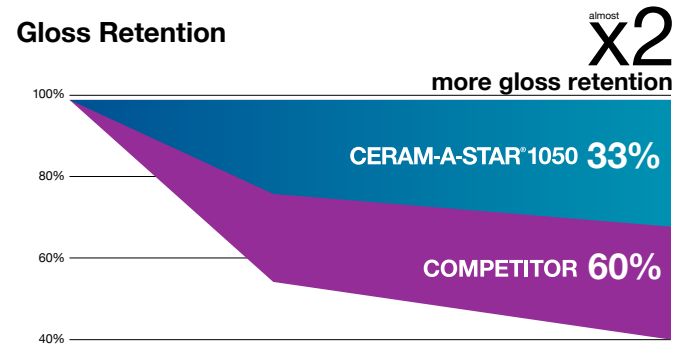 Gloss Retention
almost
x2
more gloss retention
100%
CERAM-A-STAR® 1050 33%
80%
60%
COMPETITOR 60%
40%